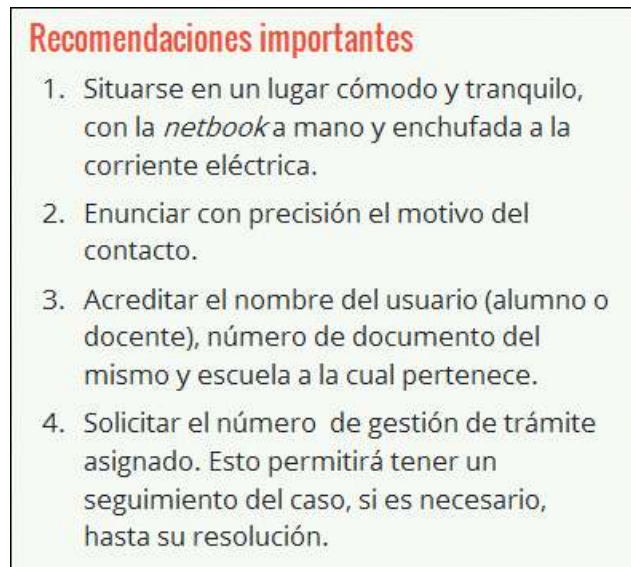 Recomendaciones importantes
1. Situarse en un lugar cómodo y tranquilo,
con la netbook a mano y enchufada a la
corriente eléctrica.
2. Enunciar con precisión el motivo del
contacto.
3. Acreditar el nombre del usuario (alumno o
docente), número de documento del
mismo y escuela a la cual pertenece.
4. Solicitar el número de gestión de trámite
asignado. Esto permitirá tener un
seguimiento del caso, si es necesario,
hasta su resolución.